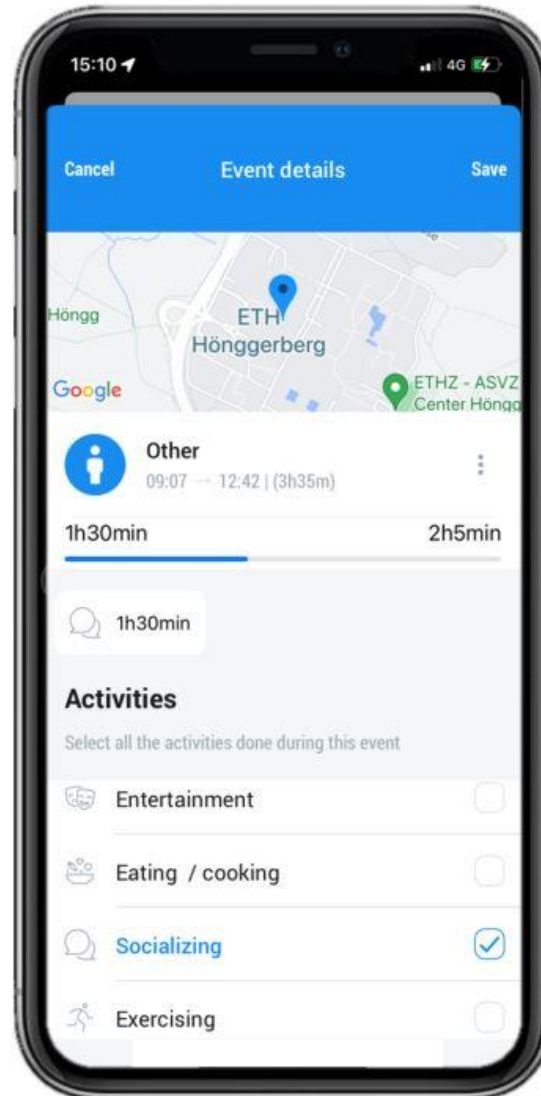 15:10
4G
Cancel Event details Save
Höngg
ETH
Hönggerberg
Google
ETHZ - ASVZ
Center Höngg
Other
09:07 → 12:42 | (3h35m)
1h30min 2h5min
1h30min
Activities
Select all the activities done during this event
Entertainment
Eating / cooking
Socializing
Exercising